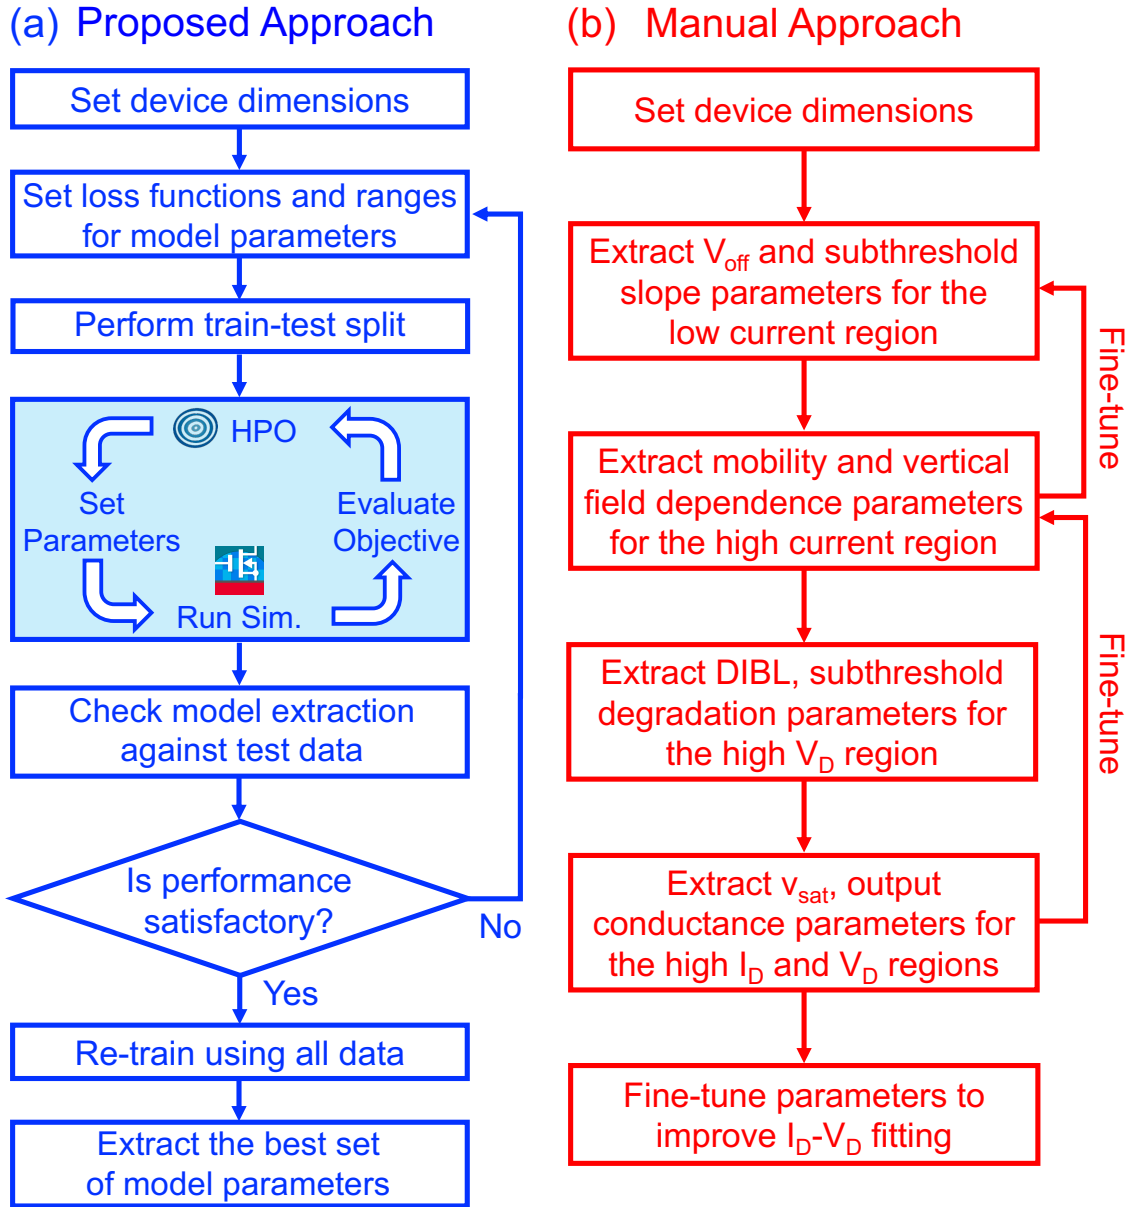 (a) Proposed Approach
Set device dimensions
Set loss functions and ranges
for model parameters
Perform train-test split
HPO
Set
Parameters
Evaluate
Objective
Run Sim.
Check model extraction
against test data
Is performance
satisfactory?
No
Yes
Re-train using all data
Extract the best set
of model parameters
(b) Manual Approach
Set device dimensions
Extract Voff and subthreshold
slope parameters for the
low current region
Fine-tune
Extract mobility and vertical
field dependence parameters
for the high current region
Fine-tune
Extract DIBL, subthreshold
degradation parameters for
the high VD region
Extract vsat, output
conductance parameters for
the high ID and VD regions
Fine-tune parameters to
improve ID-VD fitting